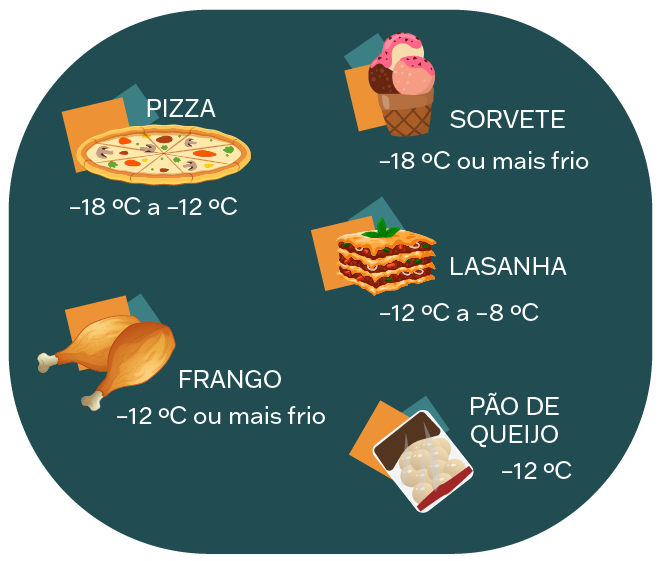 PIZZA
–18 ºC a –12 ºC
SORVETE
–18 ºC ou mais frio
LASANHA
–12 ºC a –8 ºC
FRANGO
–12 ºC ou mais frio
PÃO DE
QUEIJO
–12 ºC